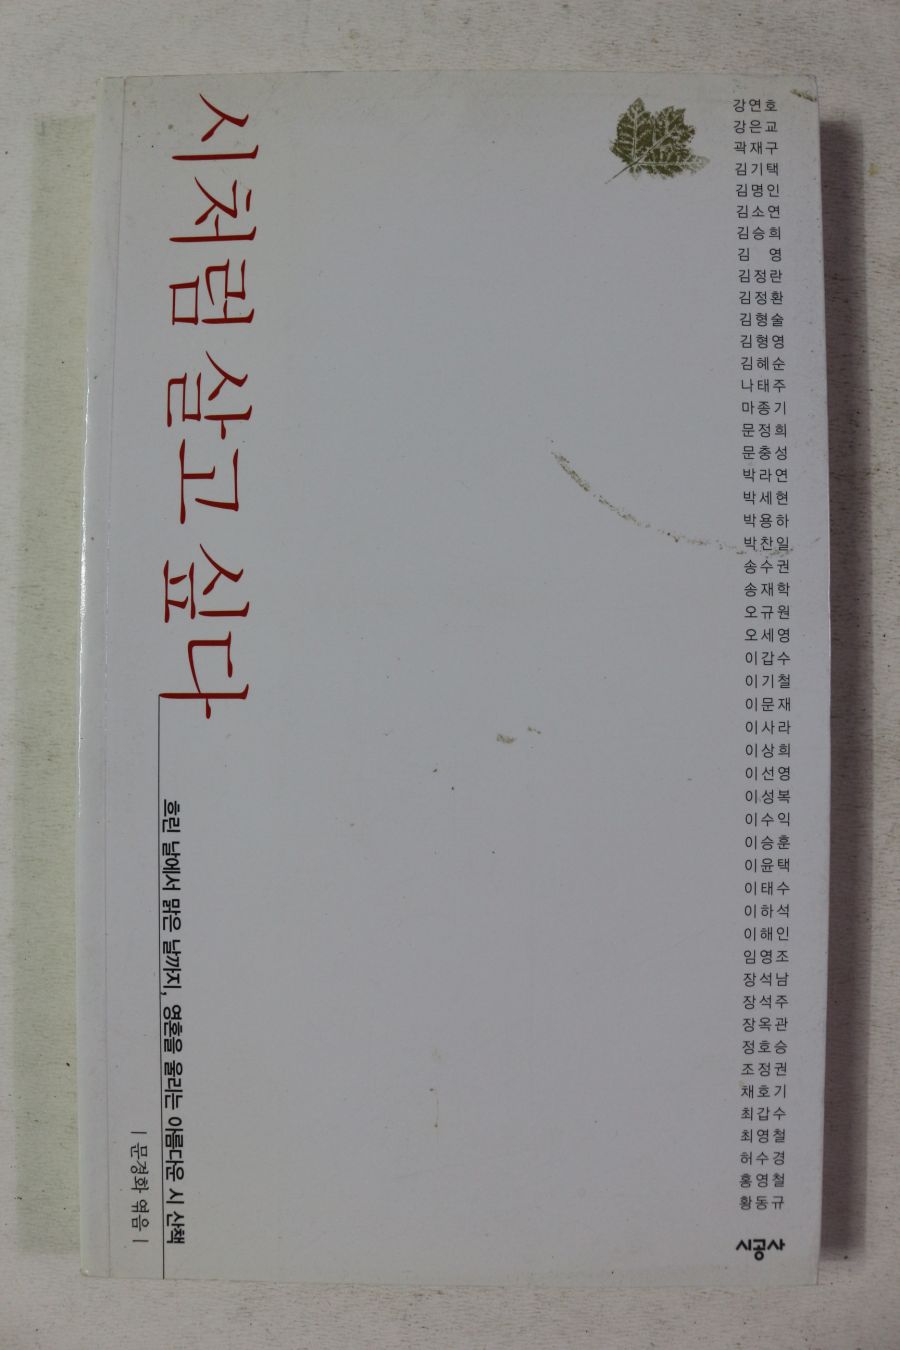 시처럼 살고 싶다
흐린 날에서 맑은 날까지, 영혼을 울리는 아름다운 시 산책
| 문경화 엮음 |
강연호
강은교
곽재구
김기택
김명인
김소연
김승희
김 영
김정란
김정환
김형술
김형영
김혜순
나태주
마종기
문정희
문충성
박라연
박세현
박용하
박찬일
송수권
송재학
오규원
오세영
이갑수
이기철
이문재
이사라
이상희
이선영
이성복
이수익
이승훈
이윤택
이태수
이하석
이해인
임영조
장석남
장석주
장옥관
정호승
조정권
채호기
최갑수
최영철
허수경
홍영철
황동규
시공사